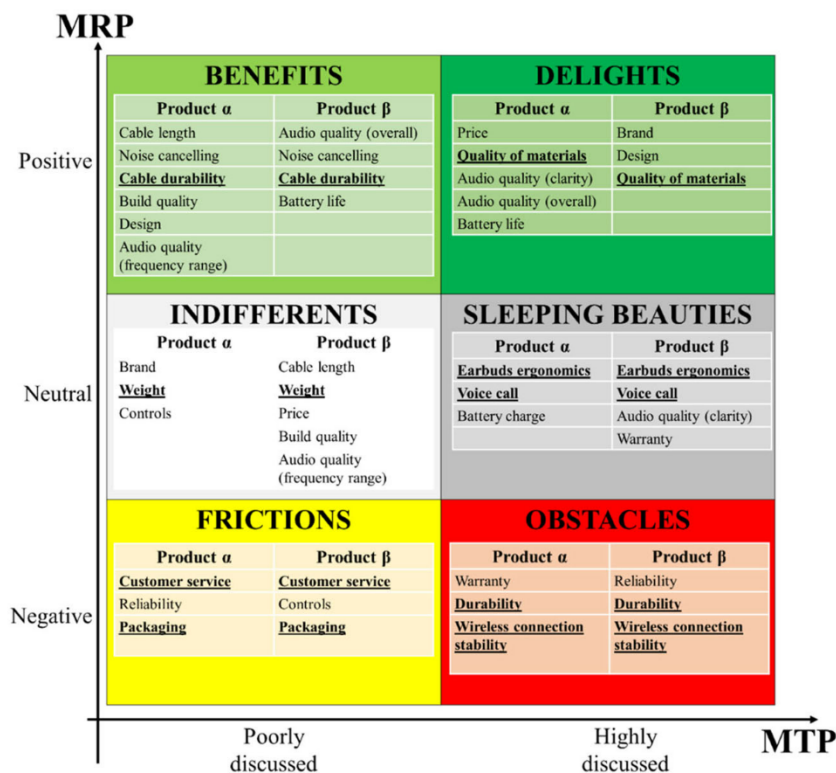 MRP
BENEFITS
Product α Product β
Cable length Audio quality (overall)
Noise cancelling Noise cancelling
Cable durability Cable durability
Build quality Battery life
Design
Audio quality
(frequency range)
DELIGHTS
Product α Product β
Price Brand
Quality of materials Design
Audio quality (clarity) Quality of materials
Audio quality (overall)
Battery life
Positive
INDIFFERENTS
Product α Product β
Brand Cable length
Weight Weight
Controls Price
Build quality
Audio quality
(frequency range)
SLEEPING BEAUTIES
Product α Product β
Earbuds ergonomics Earbuds ergonomics
Voice call Voice call
Battery charge Audio quality (clarity)
Warranty
Neutral
FRICTIONS
Product α Product β
Customer service Customer service
Reliability Controls
Packaging Packaging
OBSTACLES
Product α Product β
Warranty Reliability
Durability Durability
Wireless connection Wireless connection
stability stability
Negative
Poorly
discussed
Highly
discussed
MTP